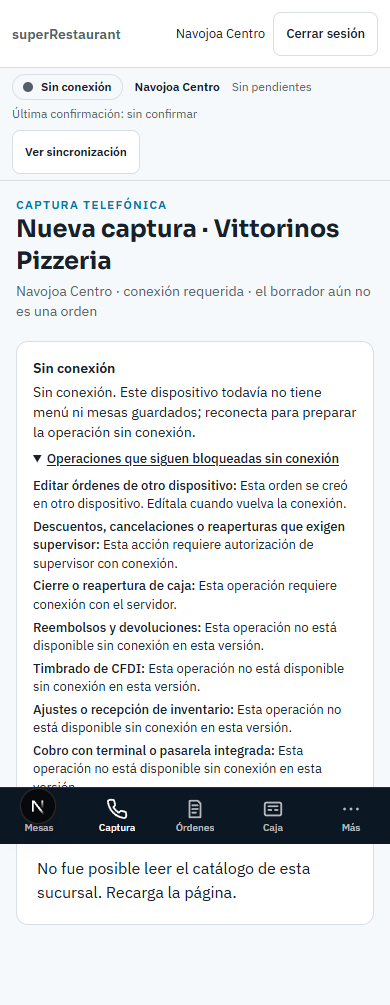 superRestaurant
Navojoa Centro
Cerrar sesión
Sin conexión
Navojoa Centro
Sin pendientes
Última confirmación: sin confirmar
Ver sincronización
CAPTURA TELEFÓNICA
Nueva captura · Vittorinos
Pizzeria
Navojoa Centro · conexión requerida · el borrador aún no
es una orden
Sin conexión
Sin conexión. Este dispositivo todavía no tiene
menú ni mesas guardados; reconecta para preparar
la operación sin conexión.
▼ Operaciones que siguen bloqueadas sin conexión
Editar órdenes de otro dispositivo: Esta orden se creó
en otro dispositivo. Edítala cuando vuelva la conexión.
Descuentos, cancelaciones o reaperturas que exigen
supervisor: Esta acción requiere autorización de
supervisor con conexión.
Cierre o reapertura de caja: Esta operación requiere
conexión con el servidor.
Reembolsos y devoluciones: Esta operación no está
disponible sin conexión en esta versión.
Timbrado de CFDI: Esta operación no está disponible
sin conexión en esta versión.
Ajustes o recepción de inventario: Esta operación no
está disponible sin conexión en esta versión.
Cobro con terminal o pasarela integrada: Esta
operación no está disponible sin conexión en esta
versión.
N
Mesas
Captura
Órdenes
Caja
Más
No fue posible leer el catálogo de esta
sucursal. Recarga la página.